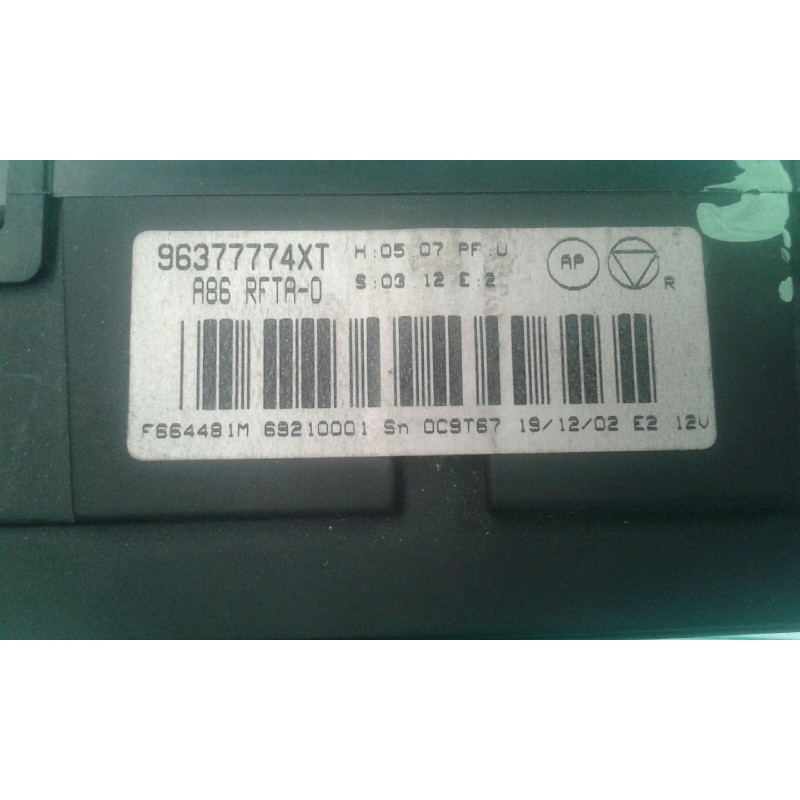 96377774XT H:05 07 PF:U
A86 RFTA-0 S:03 12 E:2
AP
R
F664481M 69210001 Sn 0C9T67 19/12/02 E2 12V